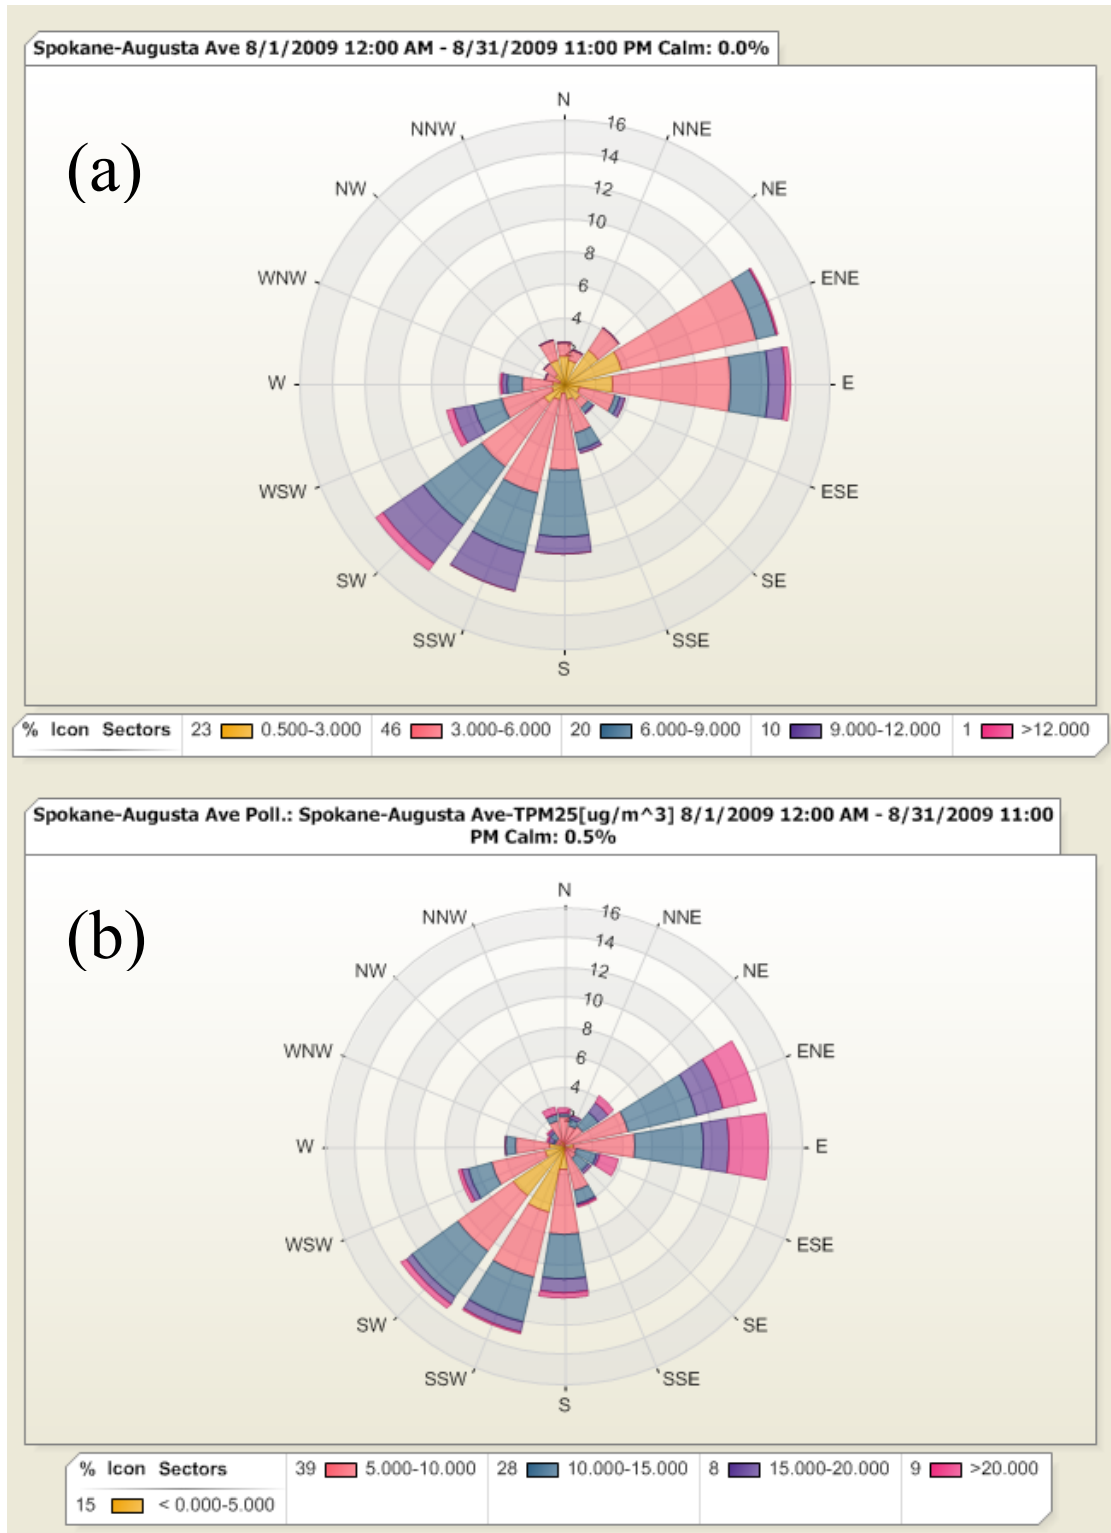 Spokane-Augusta Ave 8/1/2009 12:00 AM - 8/31/2009 11:00 PM Calm: 0.0%
(a)
N
NNW
16
NNE
14
NW
12
NE
10
8
WNW
6
ENE
4
2
W
E
WSW
ESE
SW
SE
SSW
SSE
S
% Icon Sectors 23 0.500-3.000 46 3.000-6.000 20 6.000-9.000 10 9.000-12.000 1 >12.000
Spokane-Augusta Ave Poll.: Spokane-Augusta Ave-TPM25[ug/m^3] 8/1/2009 12:00 AM - 8/31/2009 11:00
PM Calm: 0.5%
(b)
N
NNW
16
NNE
14
NW
12
NE
10
8
WNW
6
ENE
4
2
W
E
WSW
ESE
SW
SE
SSW
SSE
S
% Icon Sectors 39 5.000-10.000 28 10.000-15.000 8 15.000-20.000 9 >20.000
15 < 0.000-5.000